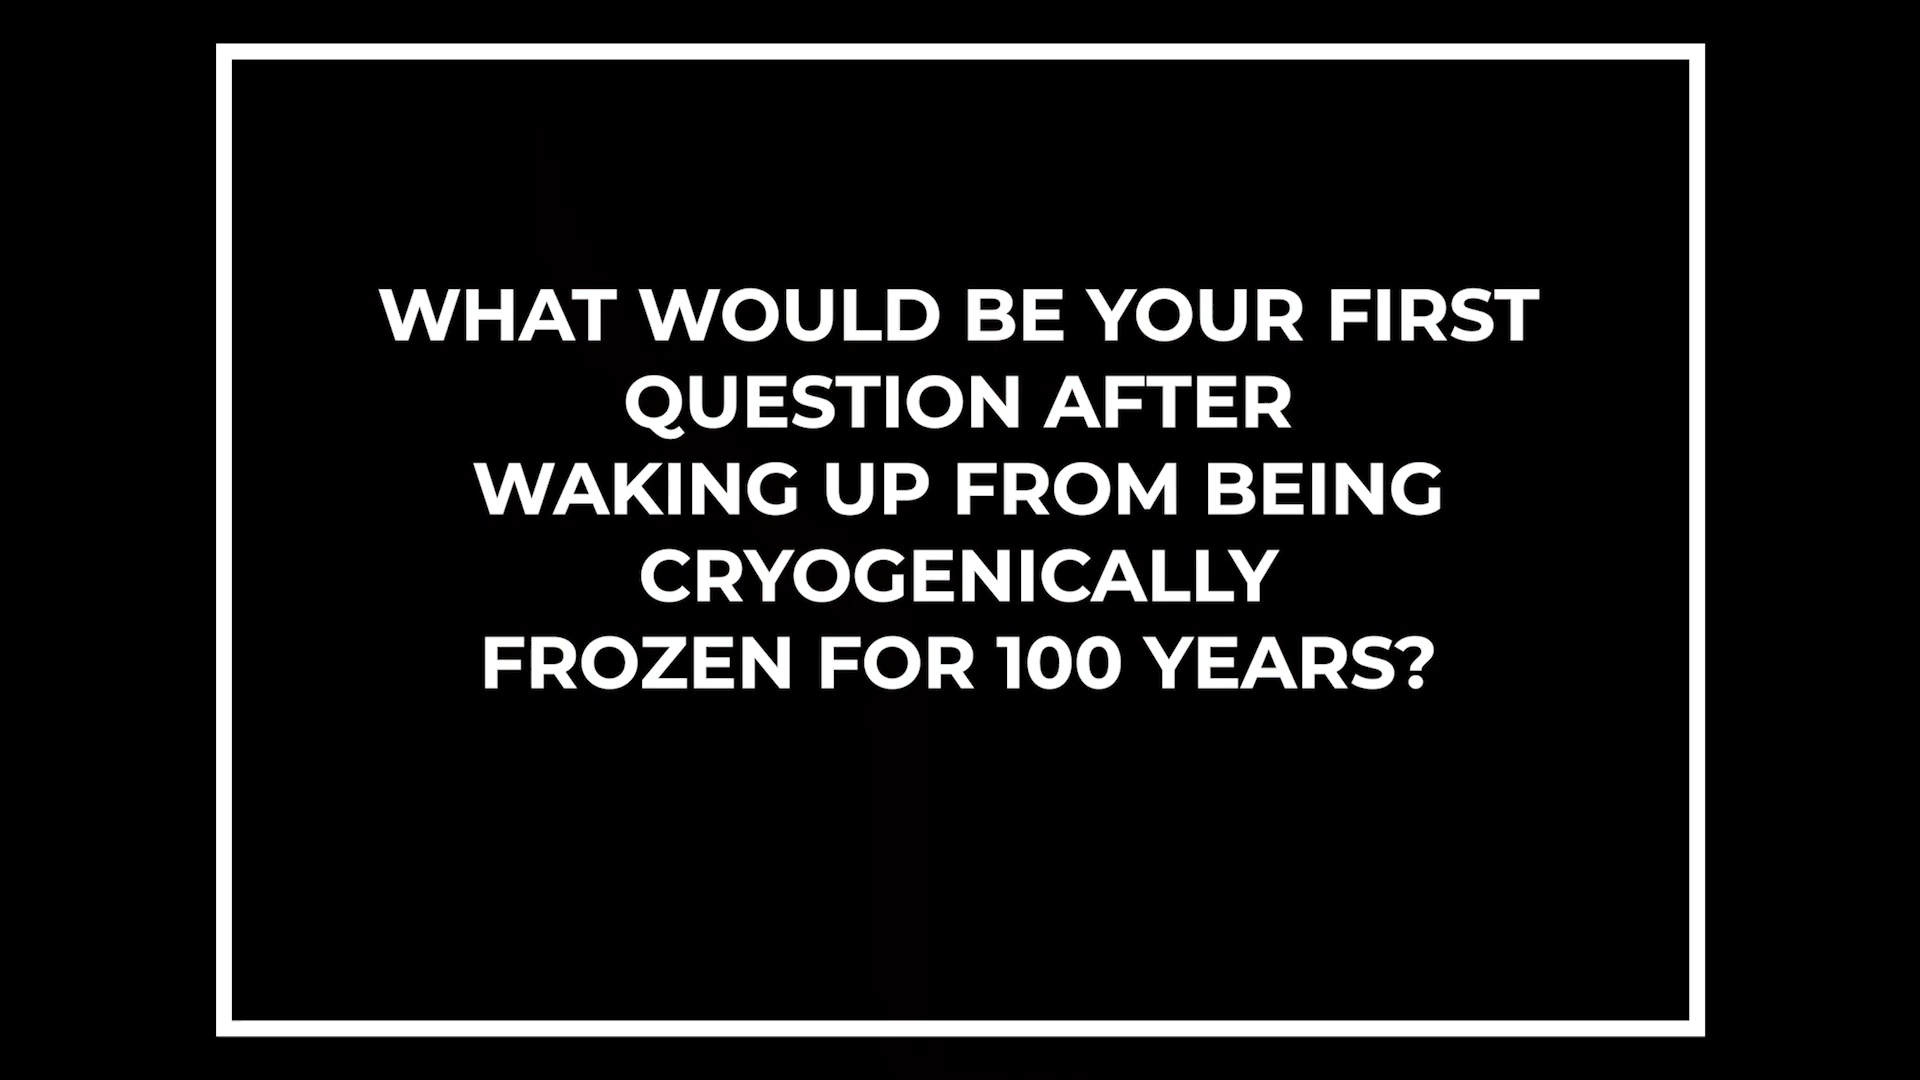 WHAT WOULD BE YOUR FIRST
QUESTION AFTER
WAKING UP FROM BEING
CRYOGENICALLY
FROZEN FOR 100 YEARS?